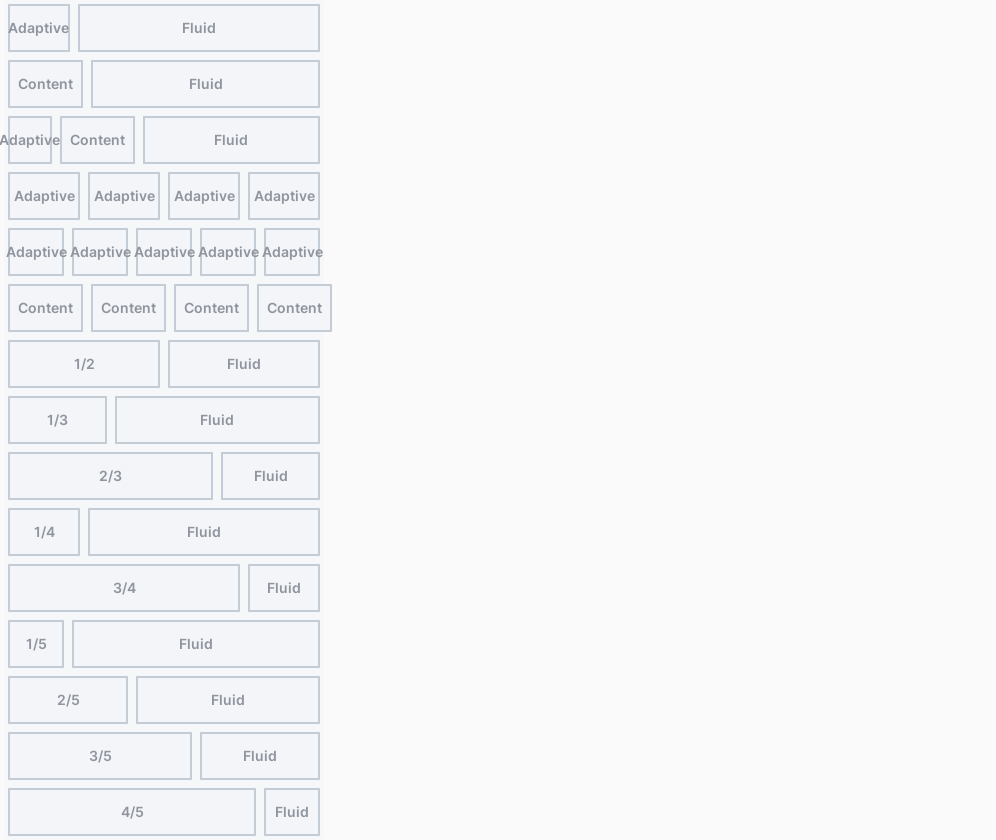 Adaptive Fluid
Content Fluid
Adaptive Content Fluid
Adaptive Adaptive Adaptive Adaptive
Adaptive Adaptive Adaptive Adaptive Adaptive
Content Content Content Content
1/2 Fluid
1/3 Fluid
2/3 Fluid
1/4 Fluid
3/4 Fluid
1/5 Fluid
2/5 Fluid
3/5 Fluid
4/5 Fluid